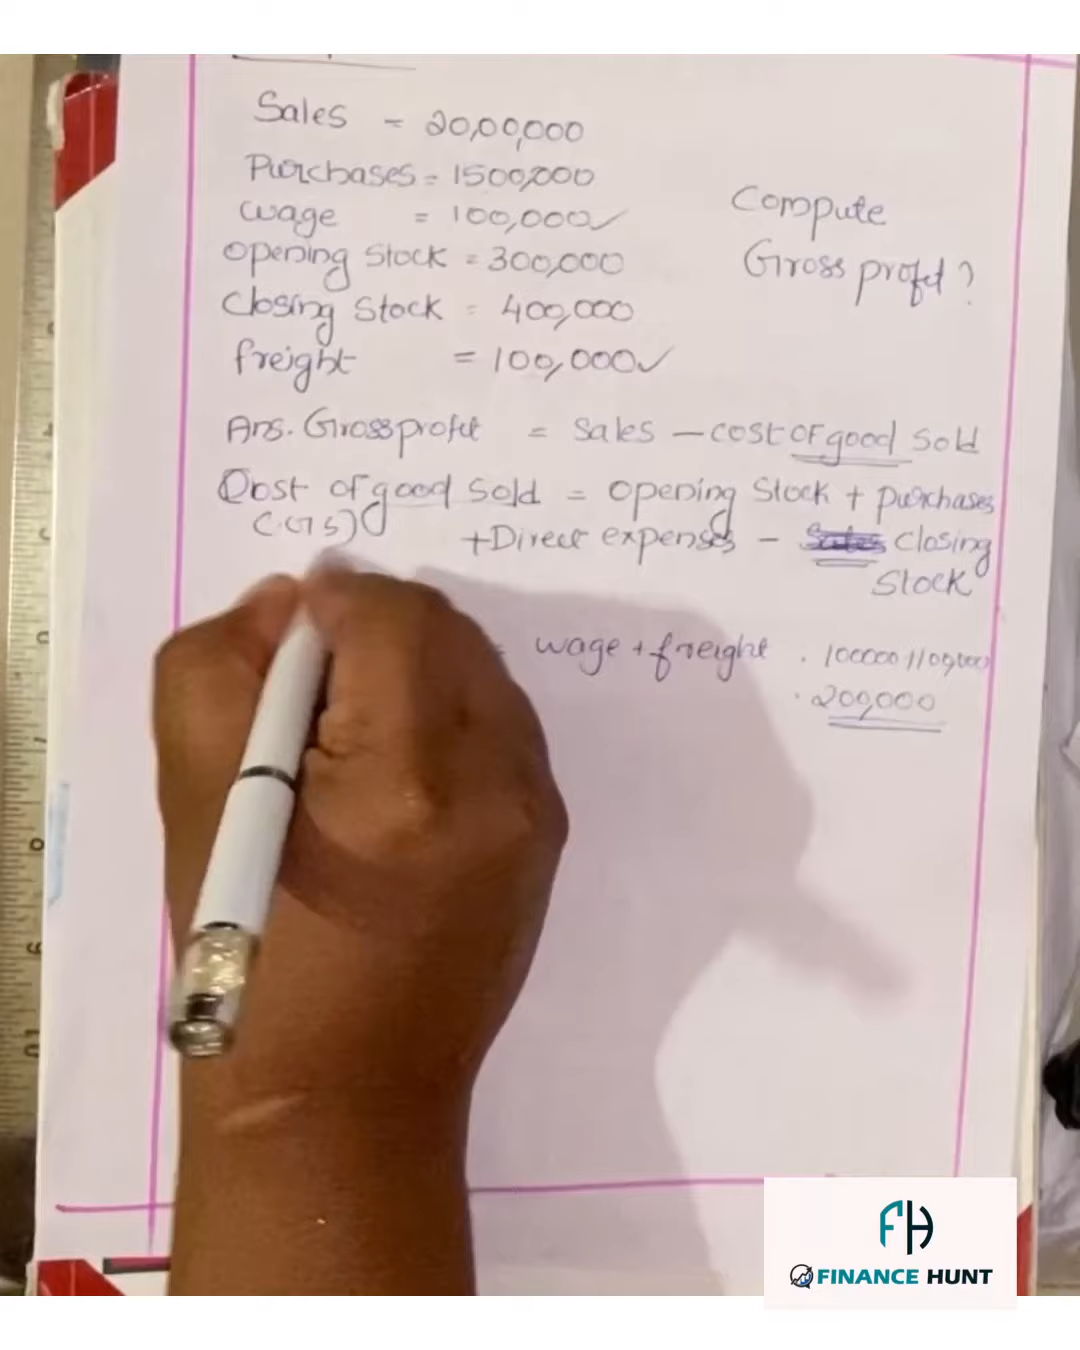 Sales = 20,00,000
Purchases = 1500,000
wage = 100,000✓
Opening Stock = 300,000
Closing Stock = 400,000
freight = 100,000✓
Compute
Gross profit ?
Ans. Gross profit = Sales - cost of good Sold
Cost of good Sold = opening Stock + purchases
(CGS) + Direct expenses - closing
Stock
= wage + freight . 100000+100,000
. 200,000
FH
FINANCE HUNT